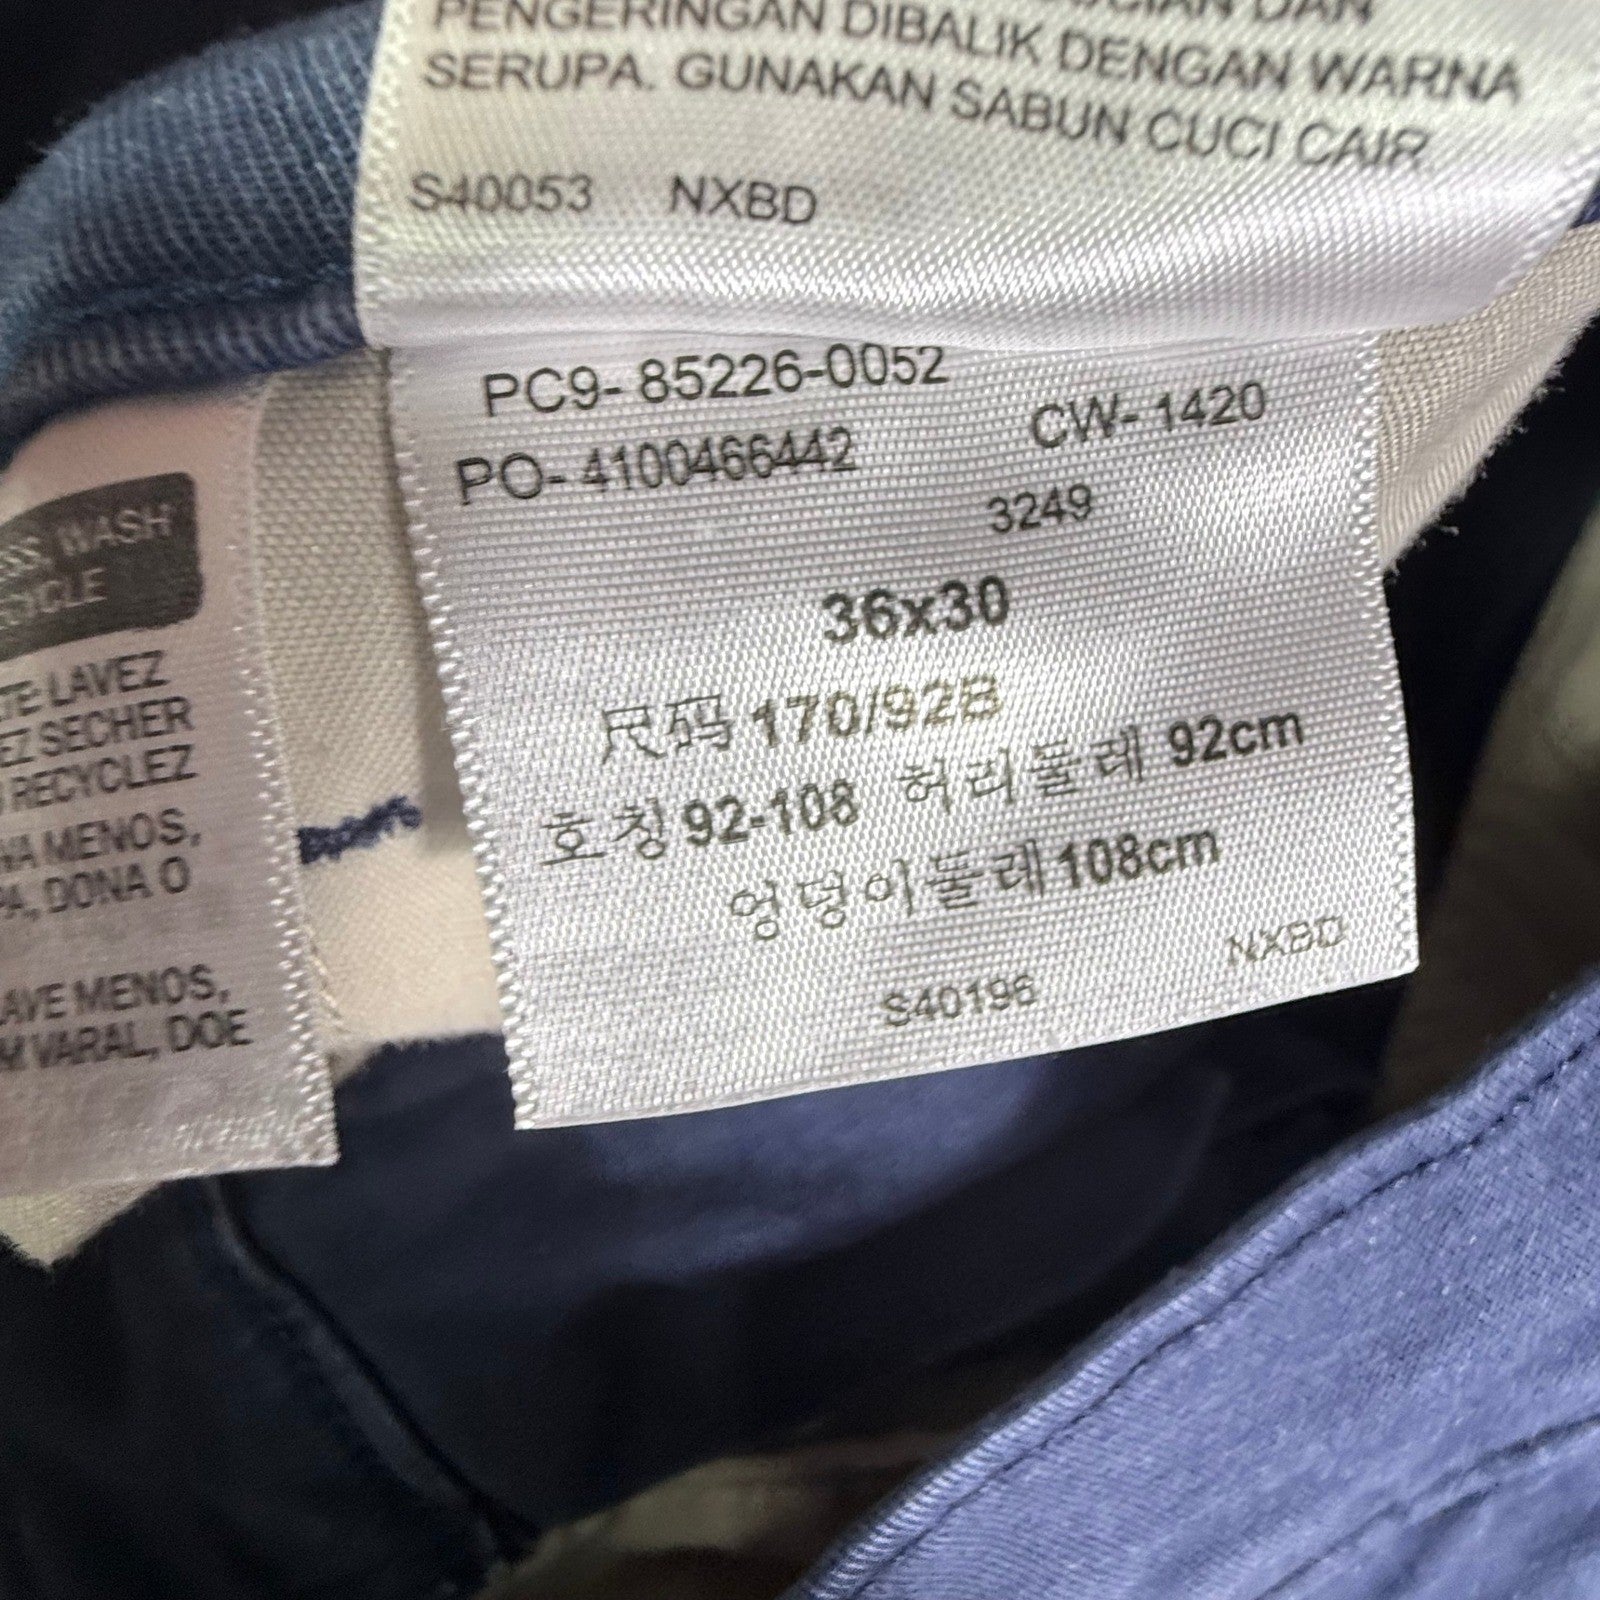 PENGERINGAN DIBALIK DENGAN WARNA
SERUPA. GUNAKAN SABUN CUCI CAIR
S40053 NXBD
PC9- 85226-0052
PO- 4100466442 CW- 1420
3249
36x30
尺码 170/92B
호칭 92-108 허리둘레 92cm
엉덩이둘레 108cm
NXBD
S40196
WASH
LAVEZ
SECHER
RECYCLEZ
MENOS,
DONA O
MENOS,
VARAL, DOE